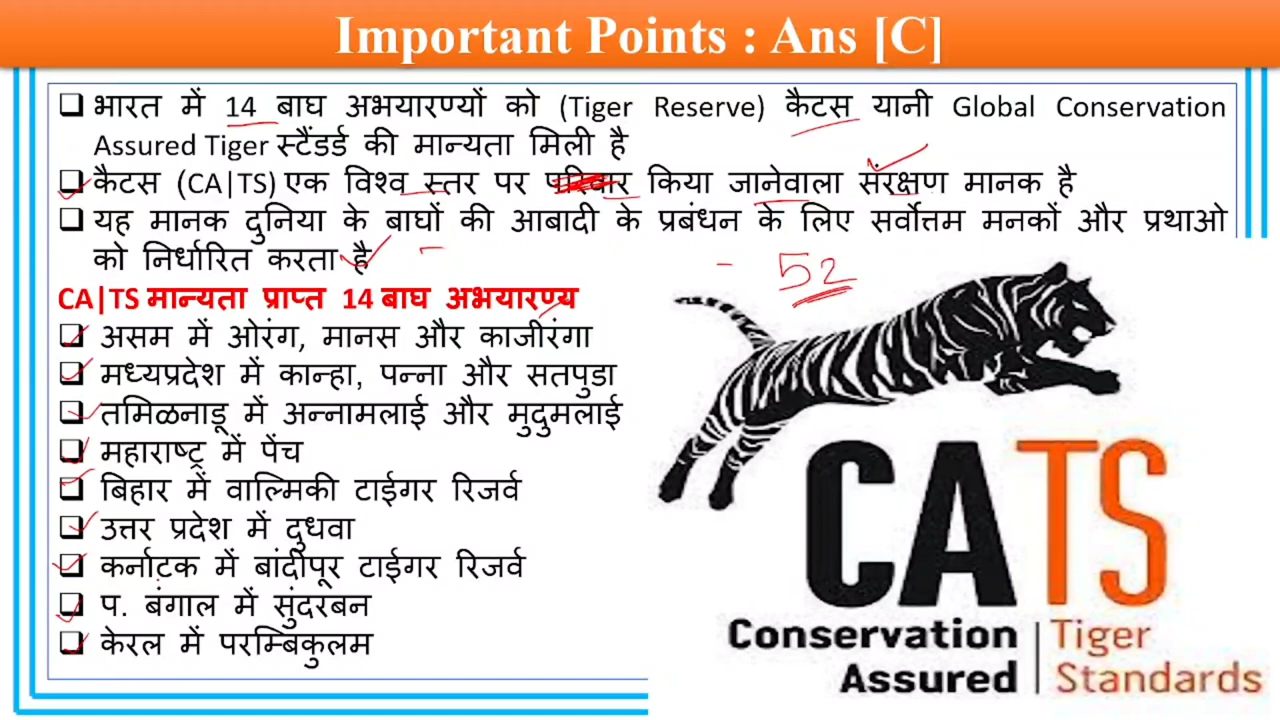 Important Points : Ans [C]
भारत में 14 बाघ अभयारण्यों को (Tiger Reserve) कैटस यानी Global Conservation
Assured Tiger स्टैंडर्ड की मान्यता मिली है
कैटस (CA|TS) एक विश्व स्तर पर परिवार किया जानेवाला संरक्षण मानक है
यह मानक दुनिया के बाघों की आबादी के प्रबंधन के लिए सर्वोत्तम मनकों और प्रथाओ
को निर्धारित करता है
52
CA|TS मान्यता प्राप्त 14 बाघ अभयारण्य
असम में ओरंग, मानस और काजीरंगा
मध्यप्रदेश में कान्हा, पन्ना और सतपुडा
तमिळनाडू में अन्नामलाई और मुदुमलाई
महाराष्ट्र में पेंच
बिहार में वाल्मिकी टाईगर रिजर्व
उत्तर प्रदेश में दुधवा
कर्नाटक में बांदीपूर टाईगर रिजर्व
प. बंगाल में सुंदरबन
केरल में परम्बिकुलम
CATS
Conservation | Tiger
Assured | Standards